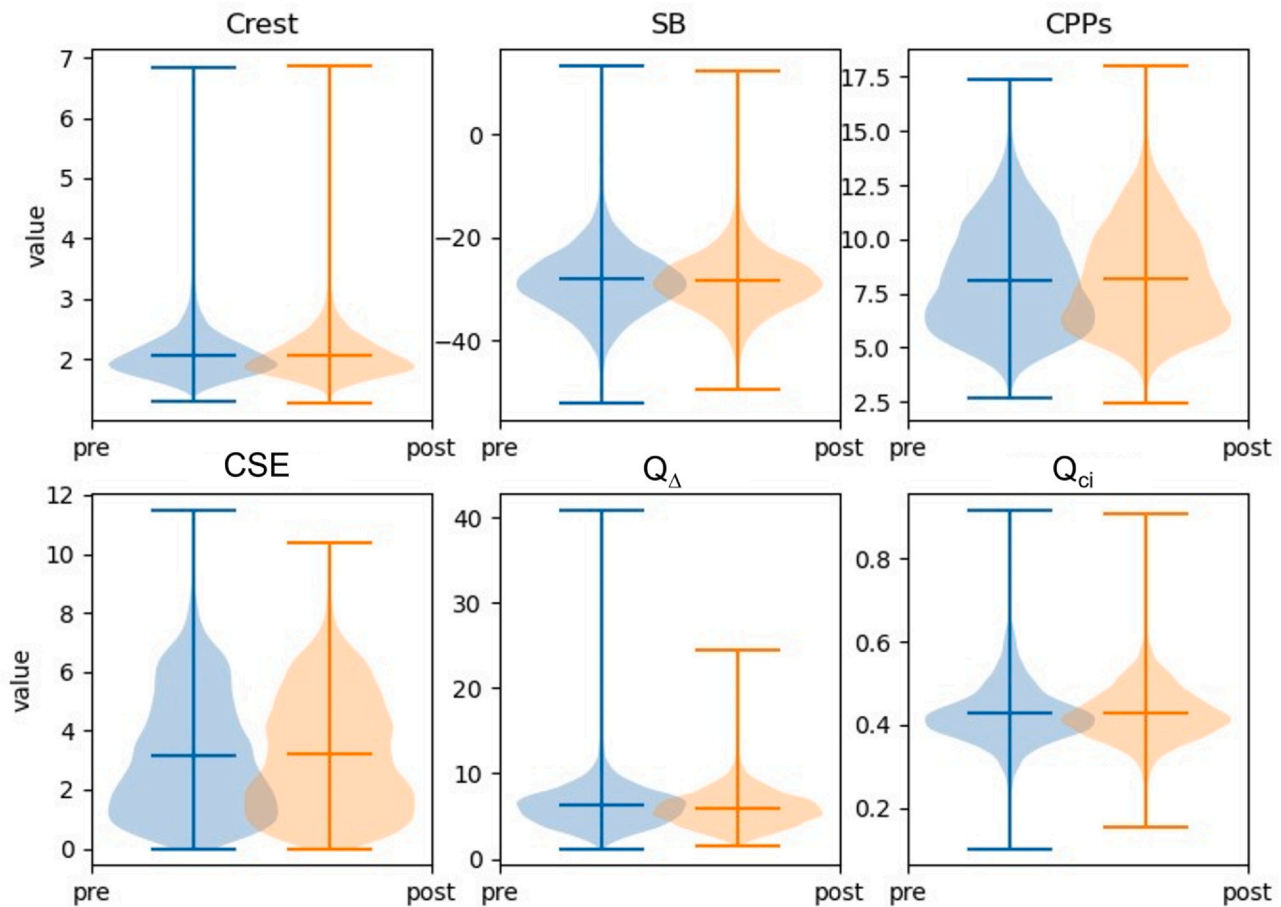 Crest
SB
CPPs
value
7
6
5
4
3
2
0
−20
−40
17.5
15.0
12.5
10.0
7.5
5.0
2.5
pre
post
pre
post
pre
post
CSE
QΔ
Qci
value
12
10
8
6
4
2
0
40
30
20
10
0
0.8
0.6
0.4
0.2
pre
post
pre
post
pre
post